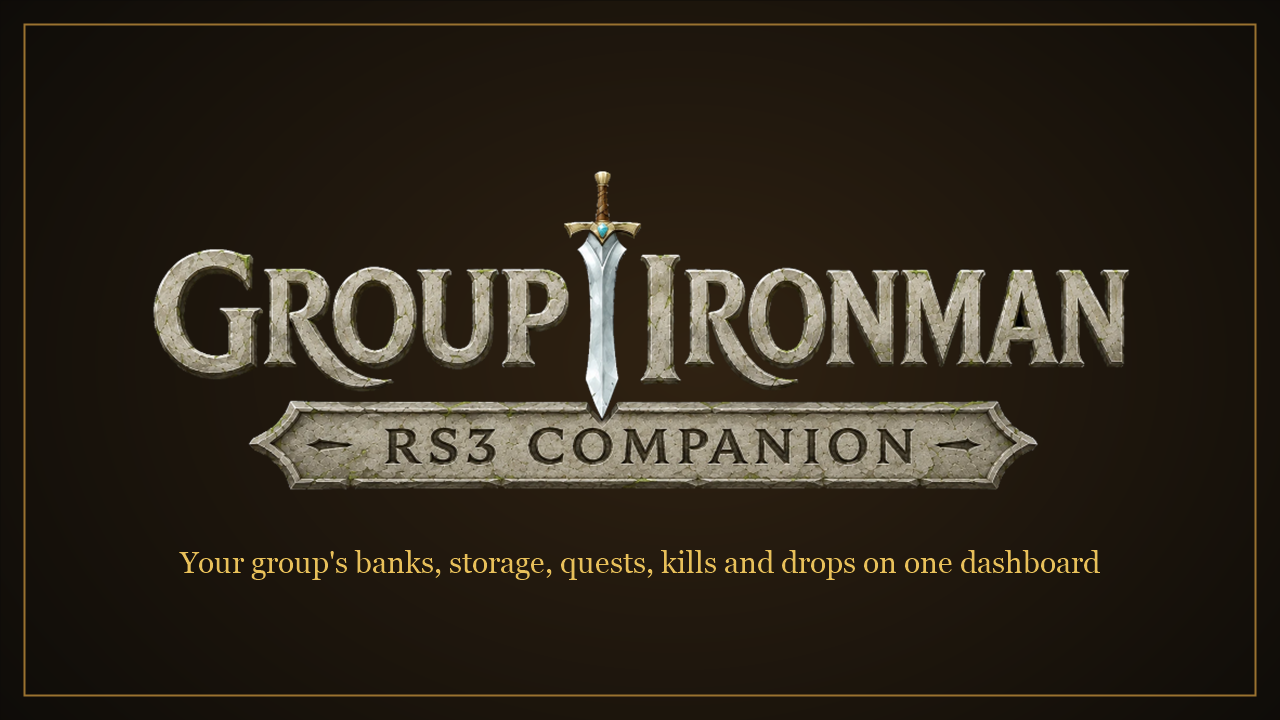 GROUP IRONMAN
RS3 COMPANION
Your group's banks, storage, quests, kills and drops on one dashboard